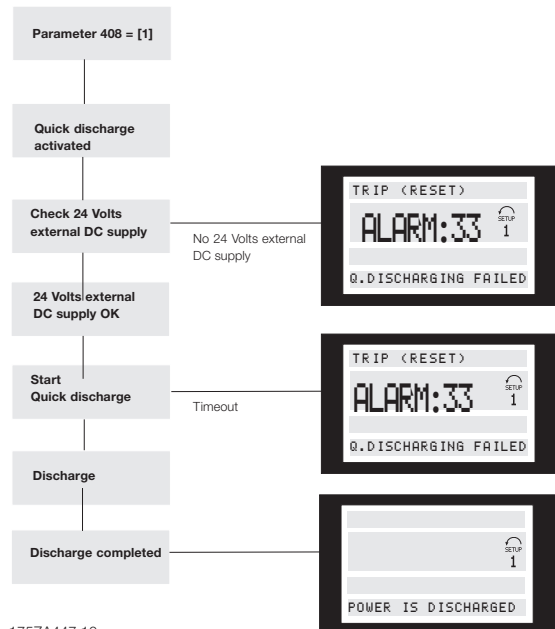 Parameter 408 = [1]
Quick discharge
activated
Check 24 Volts
external DC supply
No 24 Volts external
DC supply
TRIP (RESET)
ALARM:33
SETUP
1
Q.DISCHARGING FAILED
24 Volts external
DC supply OK
Start
Quick discharge
Timeout
TRIP (RESET)
ALARM:33
SETUP
1
Q.DISCHARGING FAILED
Discharge
Discharge completed
SETUP
1
POWER IS DISCHARGED